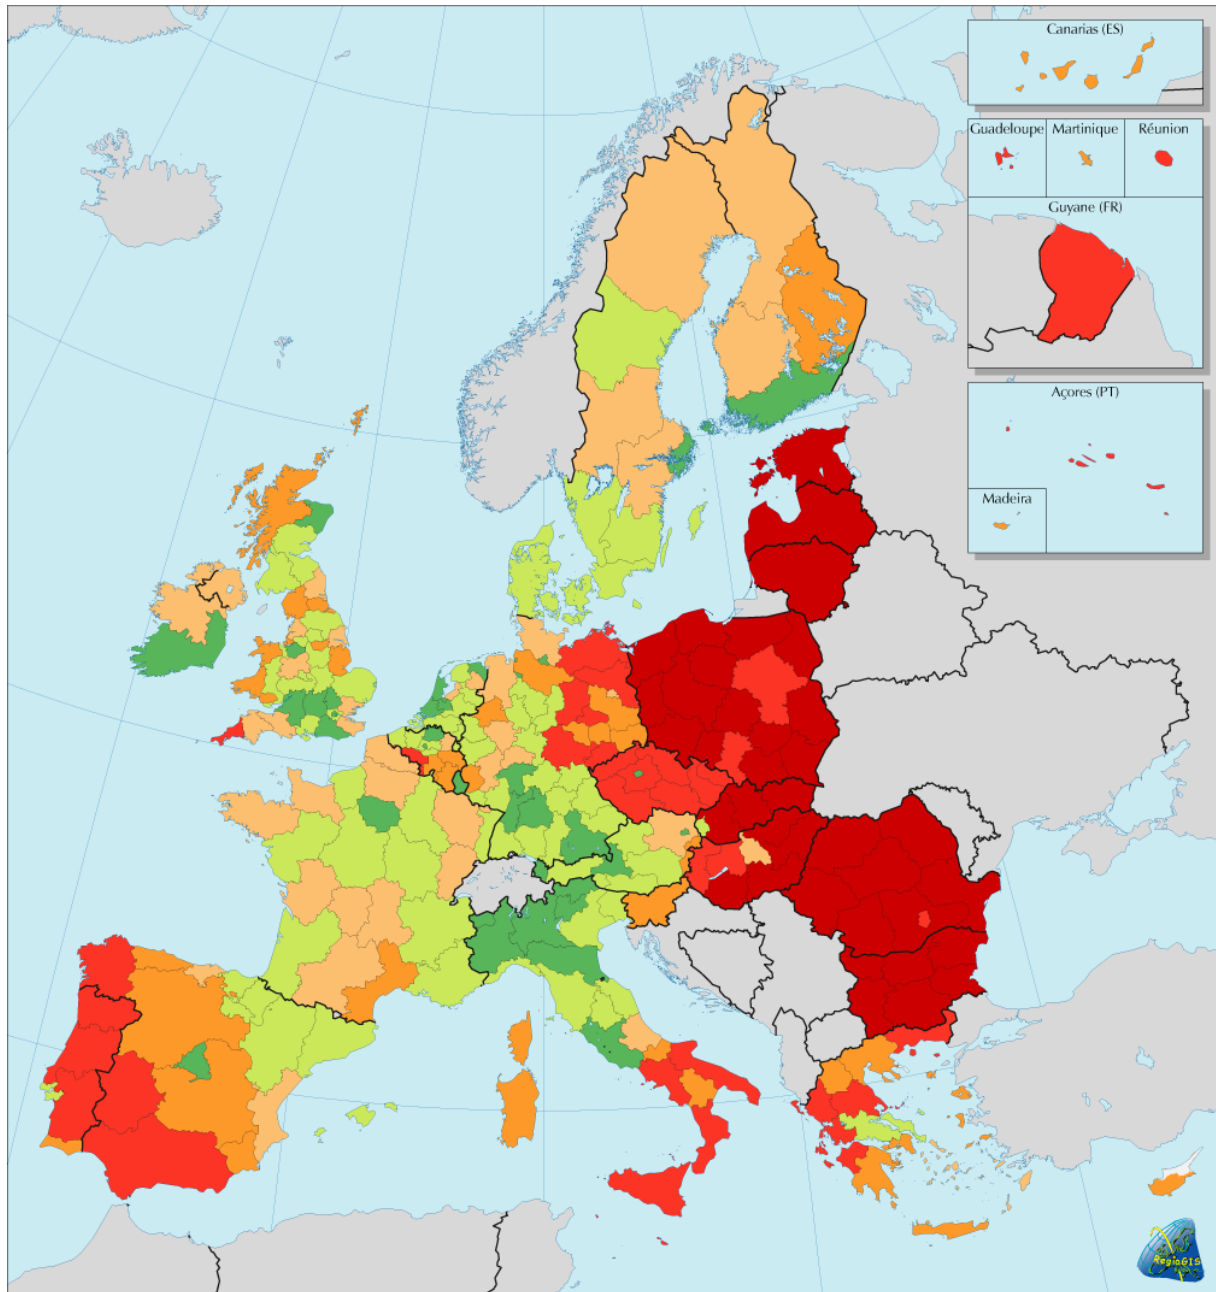 Canarias (ES)
Guadeloupe
Martinique
Réunion
Guyane (FR)
Açores (PT)
Madeira
RegioGIS